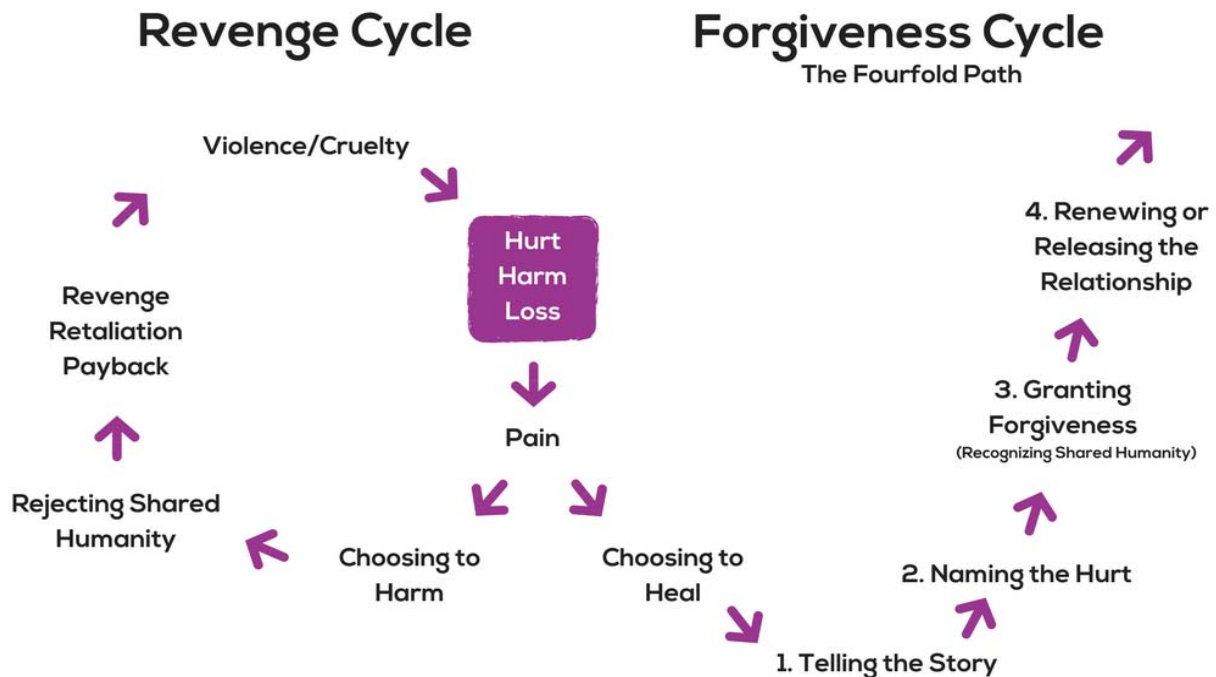 Revenge Cycle
Forgiveness Cycle
The Fourfold Path
Violence/Cruelty
Hurt
Harm
Loss
Pain
Choosing to
Harm
Rejecting Shared
Humanity
Revenge
Retaliation
Payback
Choosing to
Heal
1. Telling the Story
2. Naming the Hurt
3. Granting
Forgiveness
(Recognizing Shared Humanity)
4. Renewing or
Releasing the
Relationship